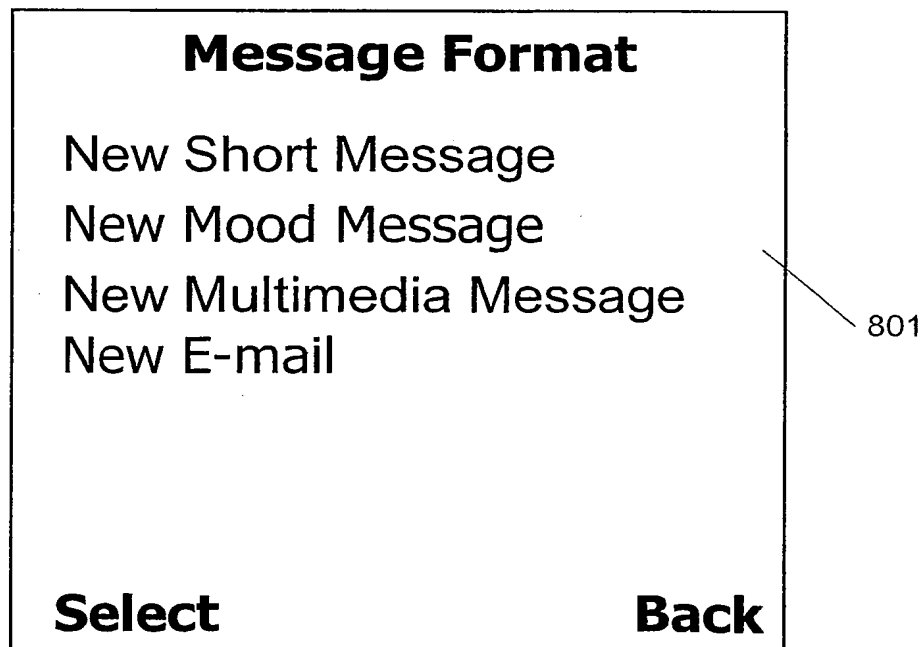 Message Format
New Short Message
New Mood Message
New Multimedia Message
801
New E-mail
Select Back